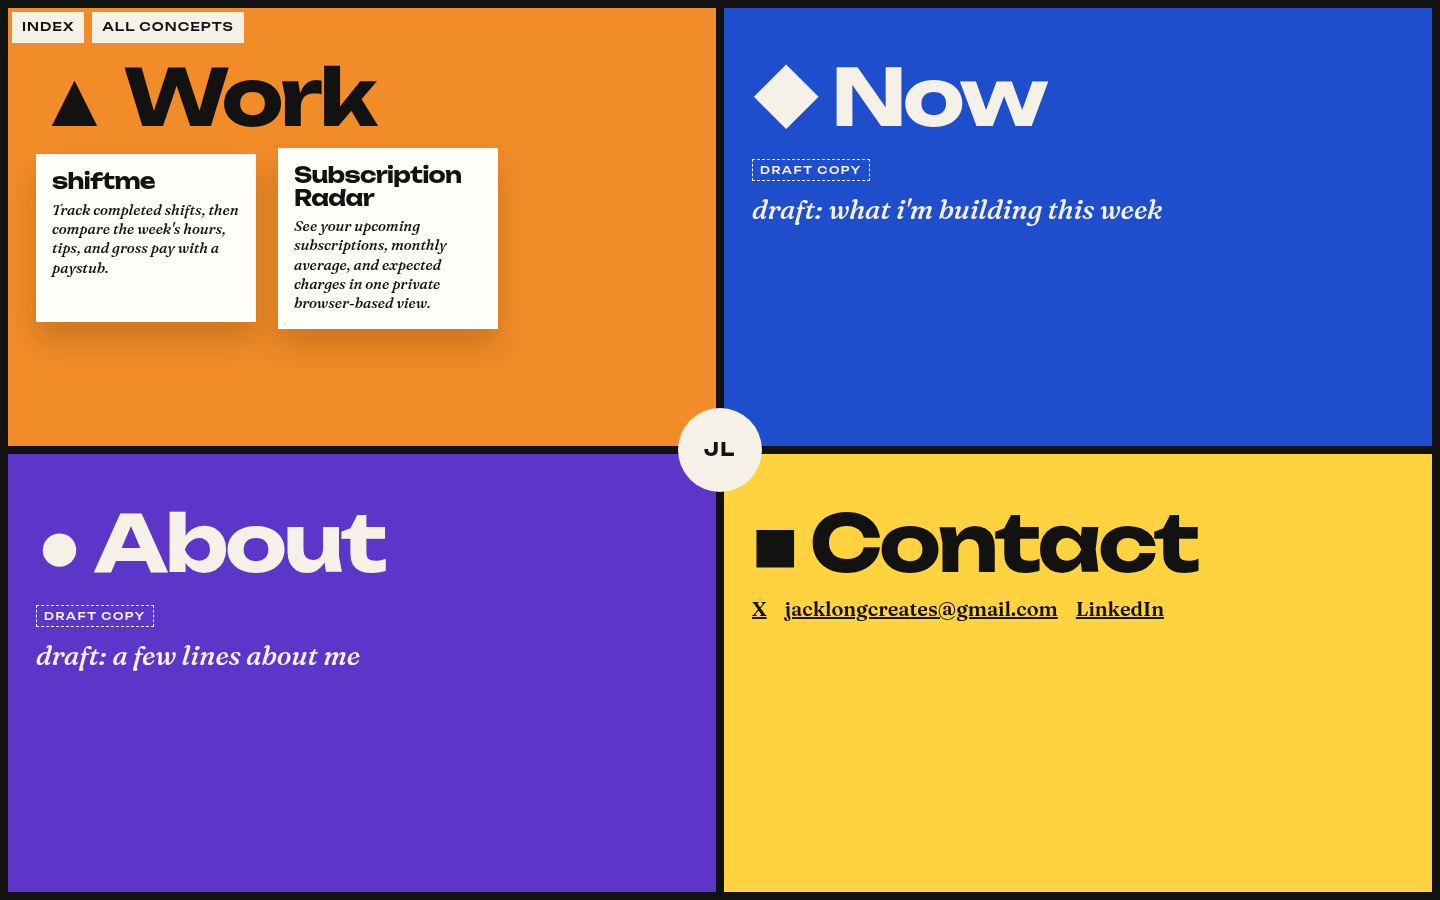 INDEX
ALL CONCEPTS
▲ Work
shiftme
Track completed shifts, then
compare the week's hours,
tips, and gross pay with a
paystub.
Subscription
Radar
See your upcoming
subscriptions, monthly
average, and expected
charges in one private
browser-based view.
◆ Now
DRAFT COPY
draft: what i'm building this week
JL
● About
DRAFT COPY
draft: a few lines about me
■ Contact
X jacklongcreates@gmail.com LinkedIn